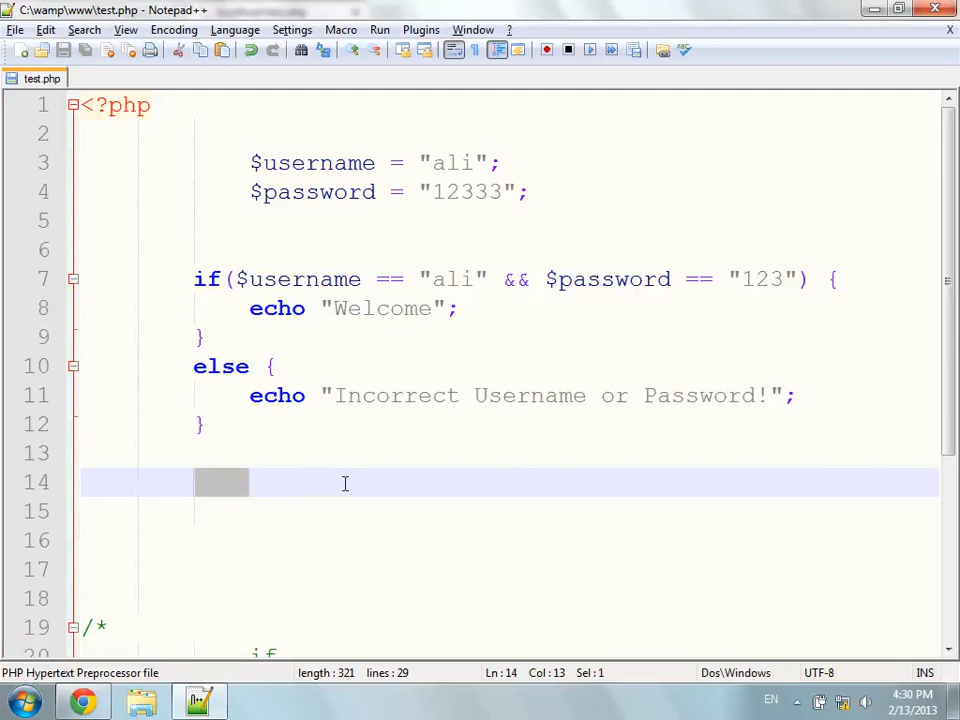 C:\wamp\www\test.php - Notepad++
File Edit Search View Encoding Language Settings Macro Run Plugins Window ? X
test.php
1 <?php
2
3 $username = "ali";
4 $password = "12333";
5
6
7 if($username == "ali" && $password == "123") {
8 echo "Welcome";
9 }
10 else {
11 echo "Incorrect Username or Password!";
12 }
13
14
15
16
17
18
19 /*
20 if
PHP Hypertext Preprocessor file length : 321 lines : 29 Ln : 14 Col : 13 Sel : 1 Dos\Windows UTF-8 INS
EN 4:30 PM
2/13/2013